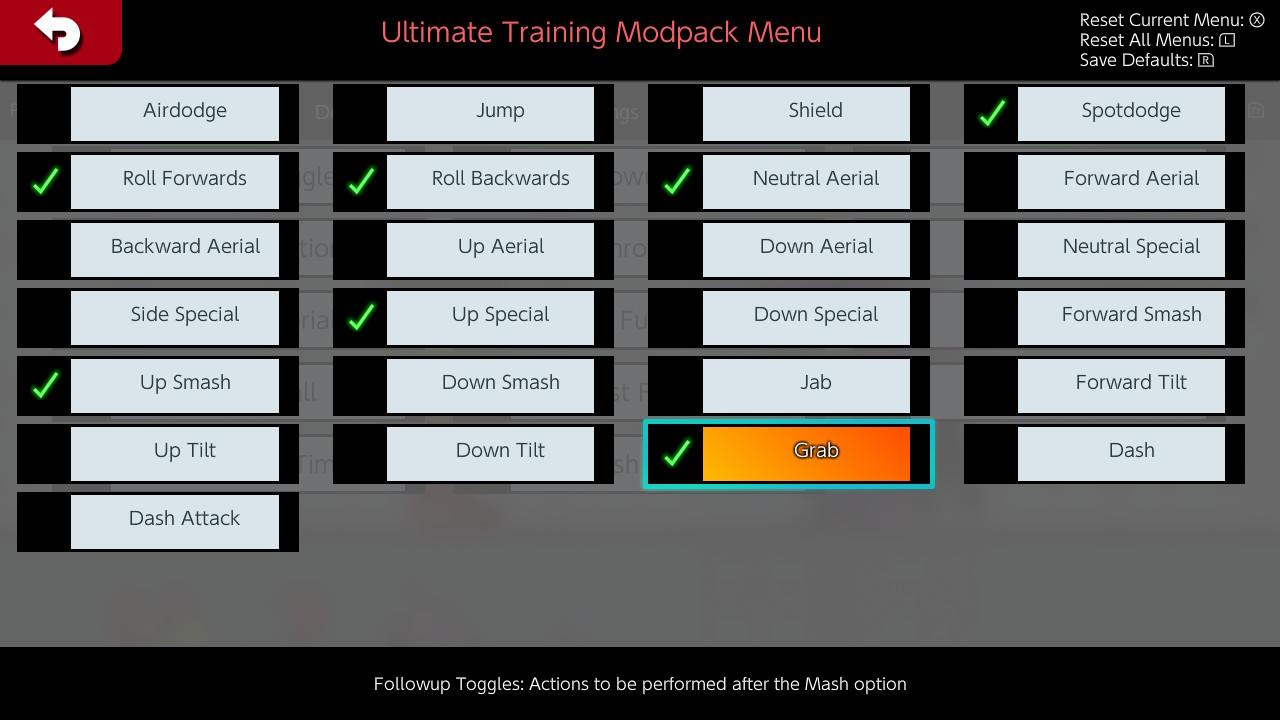 Ultimate Training Modpack Menu
Reset Current Menu: Ⓧ
Reset All Menus: L
Save Defaults: R
Airdodge
Jump
Shield
Spotdodge
Roll Forwards
Roll Backwards
Neutral Aerial
Forward Aerial
Backward Aerial
Up Aerial
Down Aerial
Neutral Special
Side Special
Up Special
Down Special
Forward Smash
Up Smash
Down Smash
Jab
Forward Tilt
Up Tilt
Down Tilt
Grab
Dash
Dash Attack
Followup Toggles: Actions to be performed after the Mash option